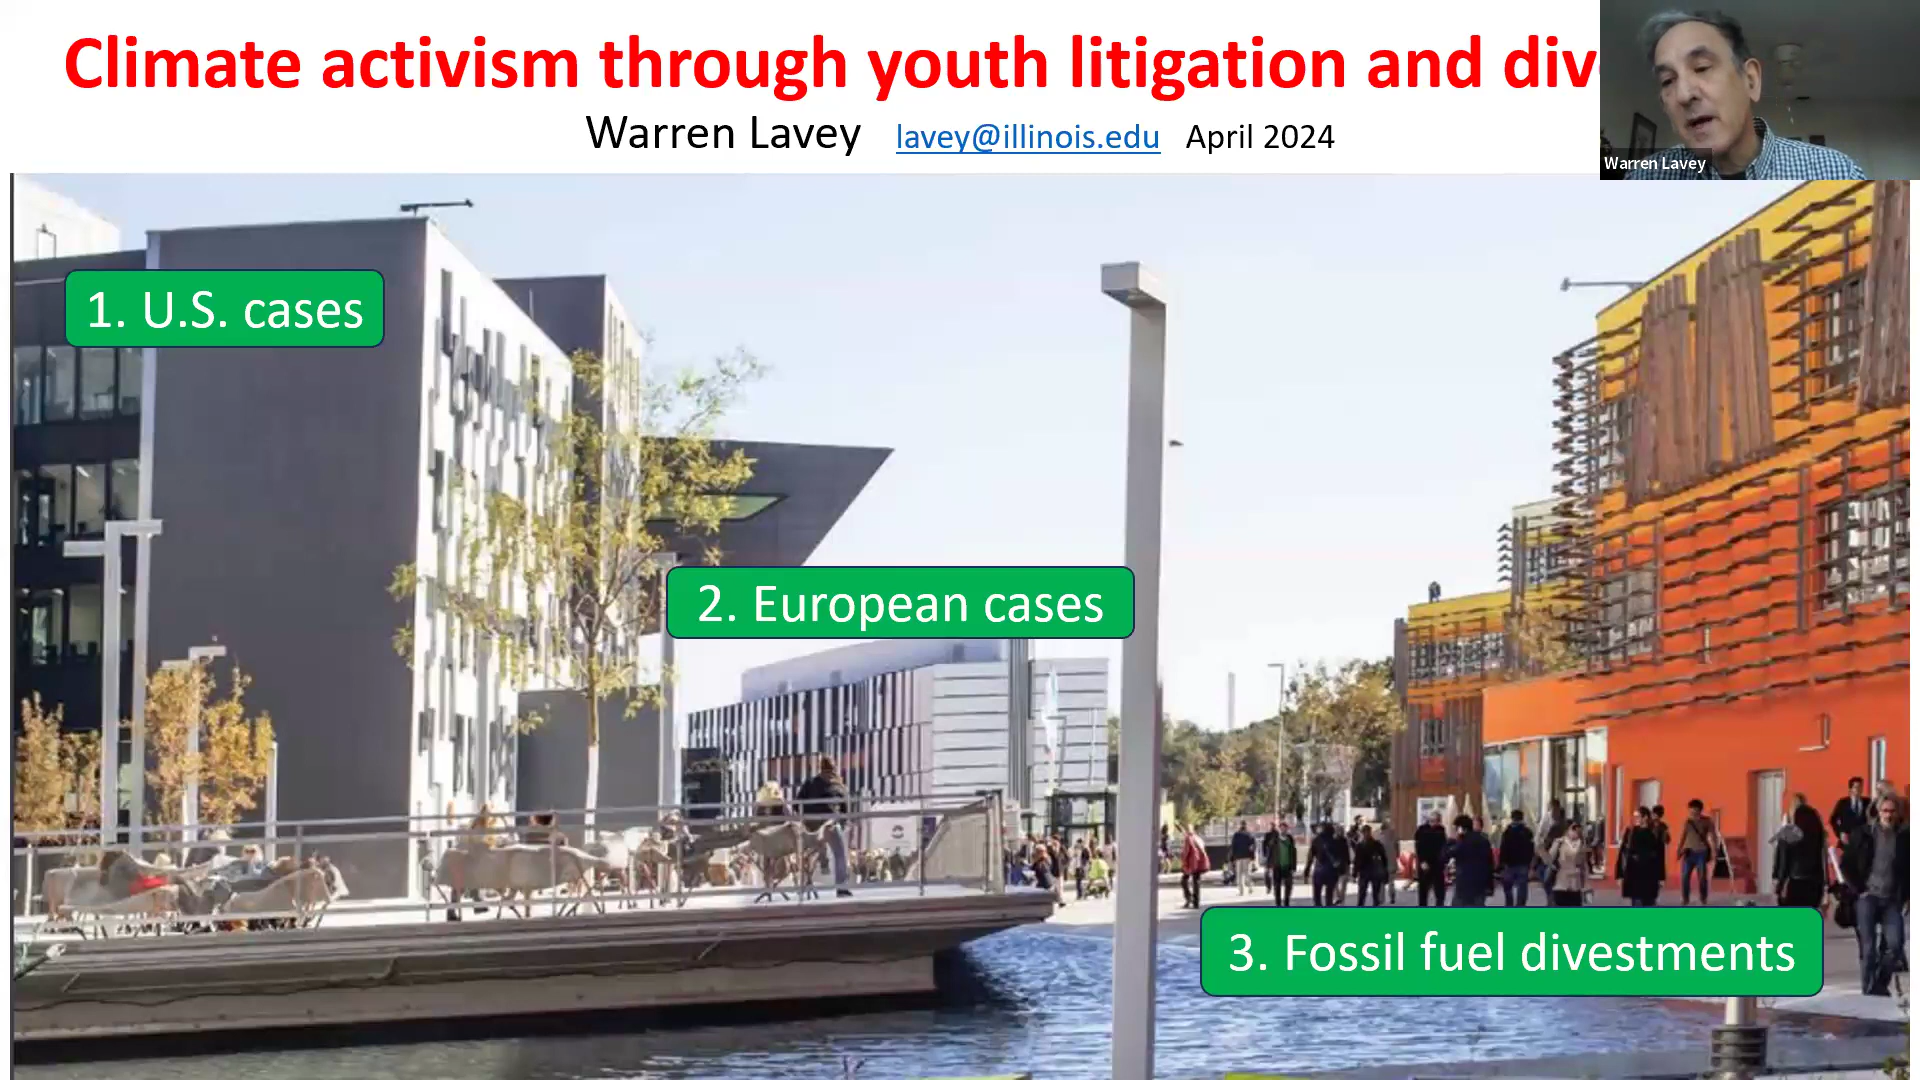 Climate activism through youth litigation and div
Warren Lavey lavey@illinois.edu April 2024
Warren Lavey
1. U.S. cases
2. European cases
3. Fossil fuel divestments